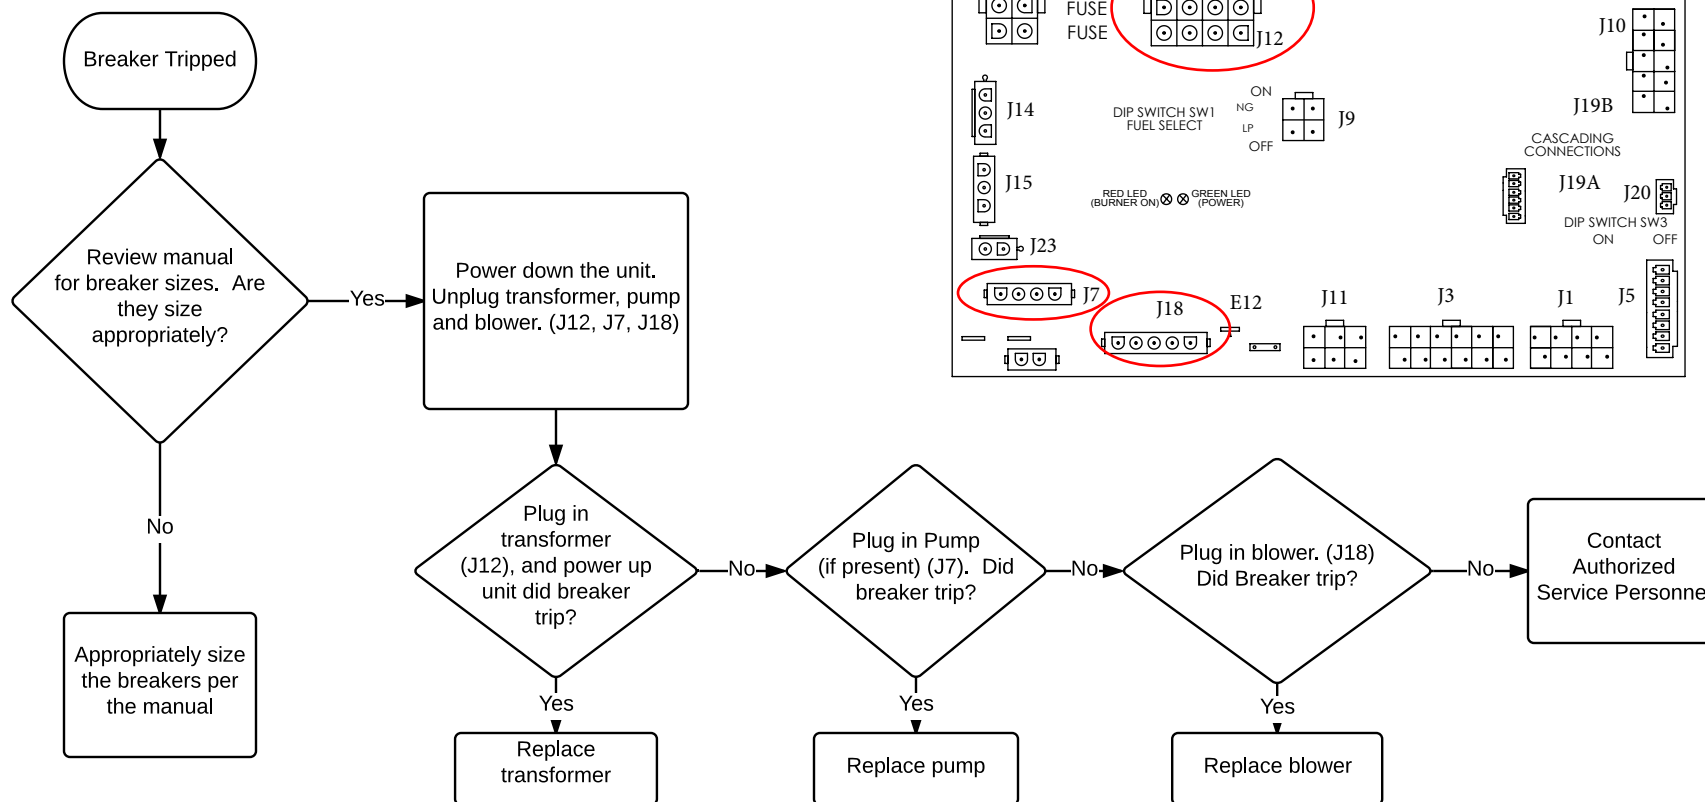 Breaker Tripped
Review manual
for breaker sizes.  Are
they size
appropriately?
Yes
No
Appropriately size
the breakers per
the manual
Power down the unit.
Unplug transformer, pump
and blower. (J12, J7, J18)
Plug in
transformer
(J12), and power up
unit did breaker
trip?
No
Yes
Replace
transformer
Plug in Pump
(if present) (J7).  Did
breaker trip?
No
Yes
Replace pump
Plug in blower. (J18)
Did Breaker trip?
No
Yes
Replace blower
Contact
Authorized
Service Personne
FUSE
FUSE
J12
J10
J14
DIP SWITCH SW1
FUEL SELECT
ON
NG
LP
OFF
J9
J19B
CASCADING
CONNECTIONS
J15
RED LED
(BURNER ON)
GREEN LED
(POWER)
J19A
J20
DIP SWITCH SW3
ON
OFF
J23
J7
J18
E12
J11
J3
J1
J5